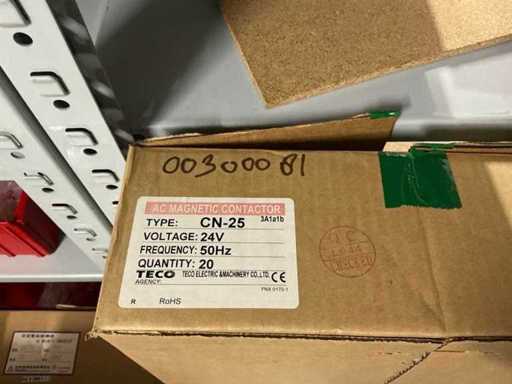 00300081
AC MAGNETIC CONTACTOR
TYPE: CN-25 3A1a1b
VOLTAGE: 24V
FREQUENCY: 50Hz
QUANTITY: 20
TECO TECO ELECTRIC &MACHINERY CO.,LTD. CE
AGENCY:
R RoHS